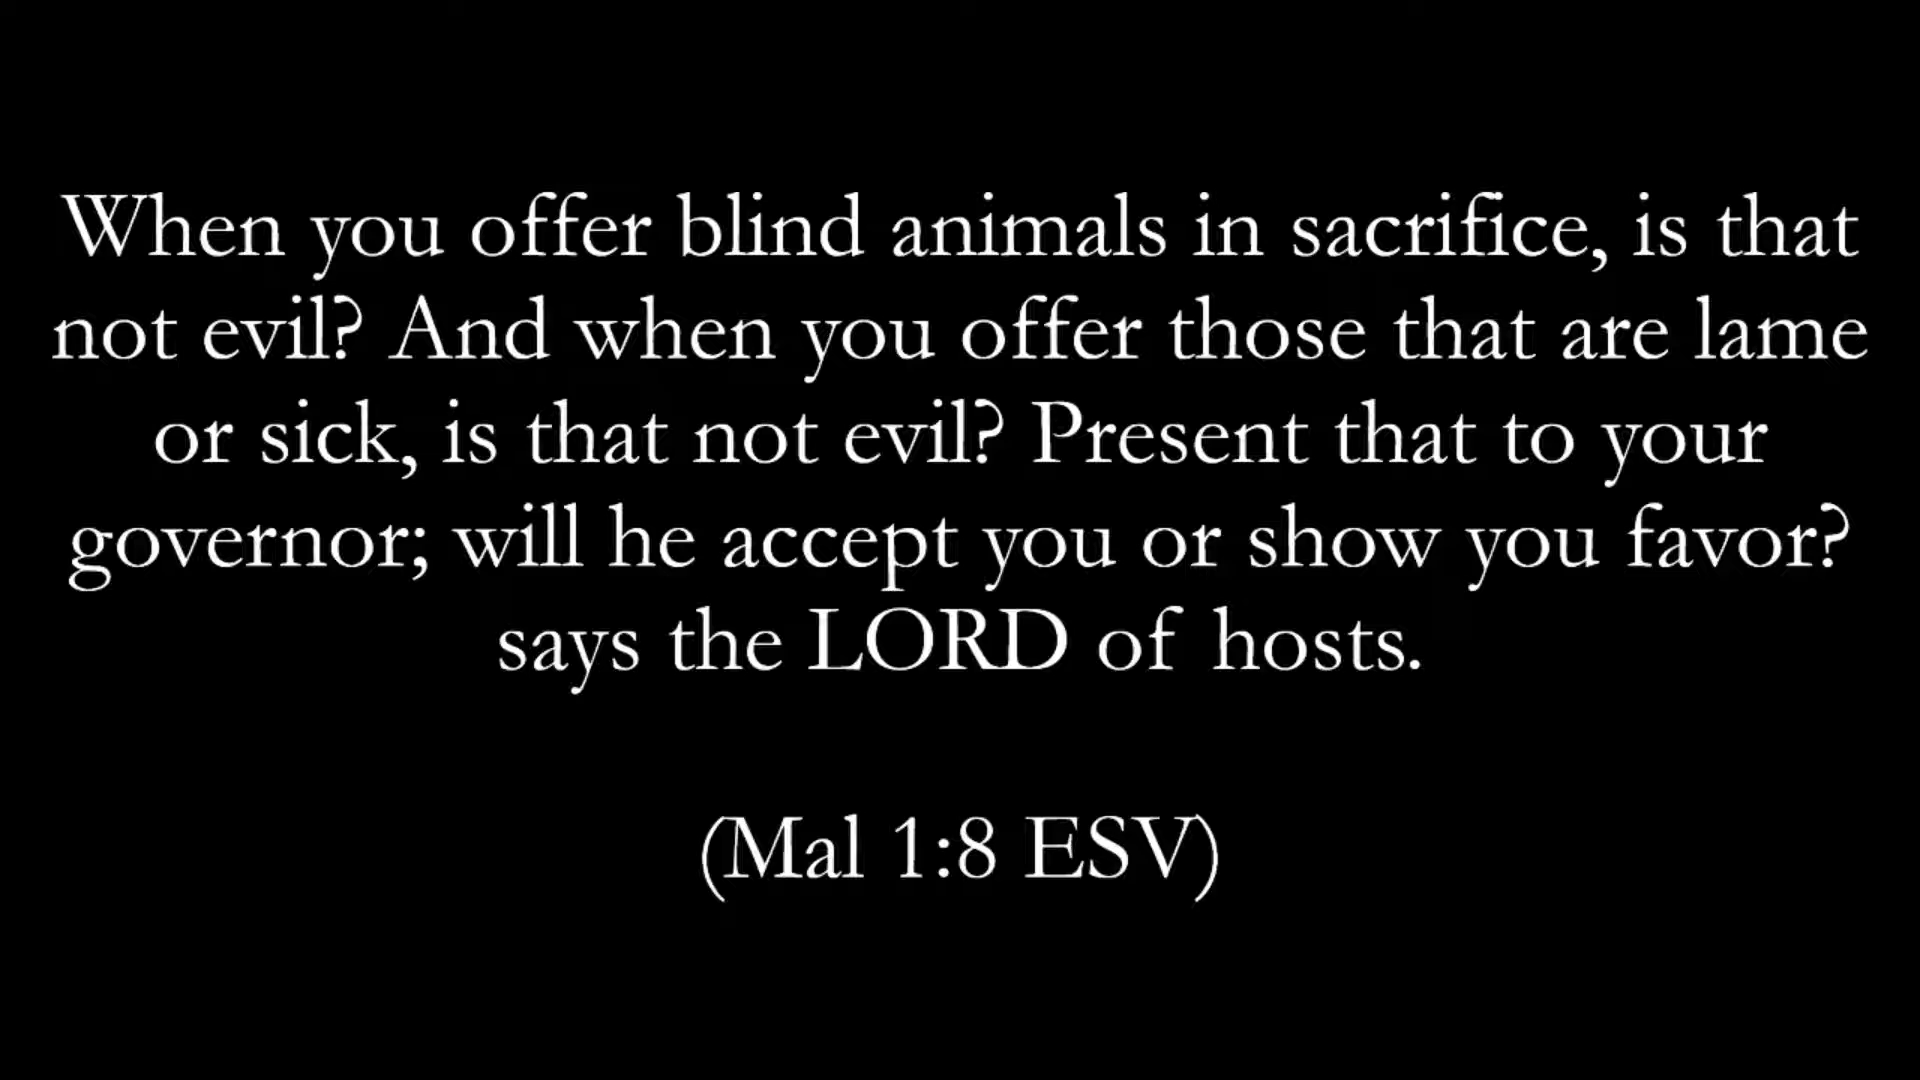 When you offer blind animals in sacrifice, is that
not evil? And when you offer those that are lame
or sick, is that not evil? Present that to your
governor; will he accept you or show you favor?
says the LORD of hosts.
(Mal 1:8 ESV)